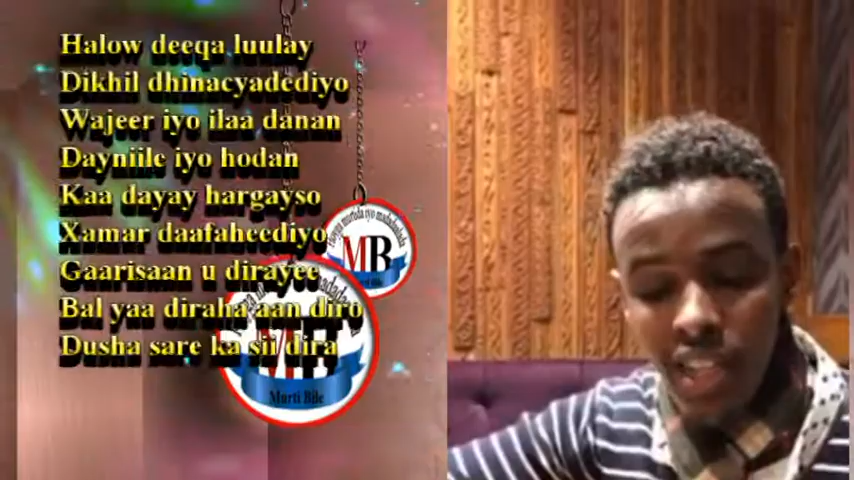 Halow deeqa luulay
Dikhil dhinacyadediyo
Wajeer iyo ilaa danan
Dayniile iyo hodan
Kaa dayay hargayso
Xamar daafaheediyo
Gaarisaan u dirayee
Bal yaa diraha aan diro
Dusha sare ka sii dira
MB
Murti Bile